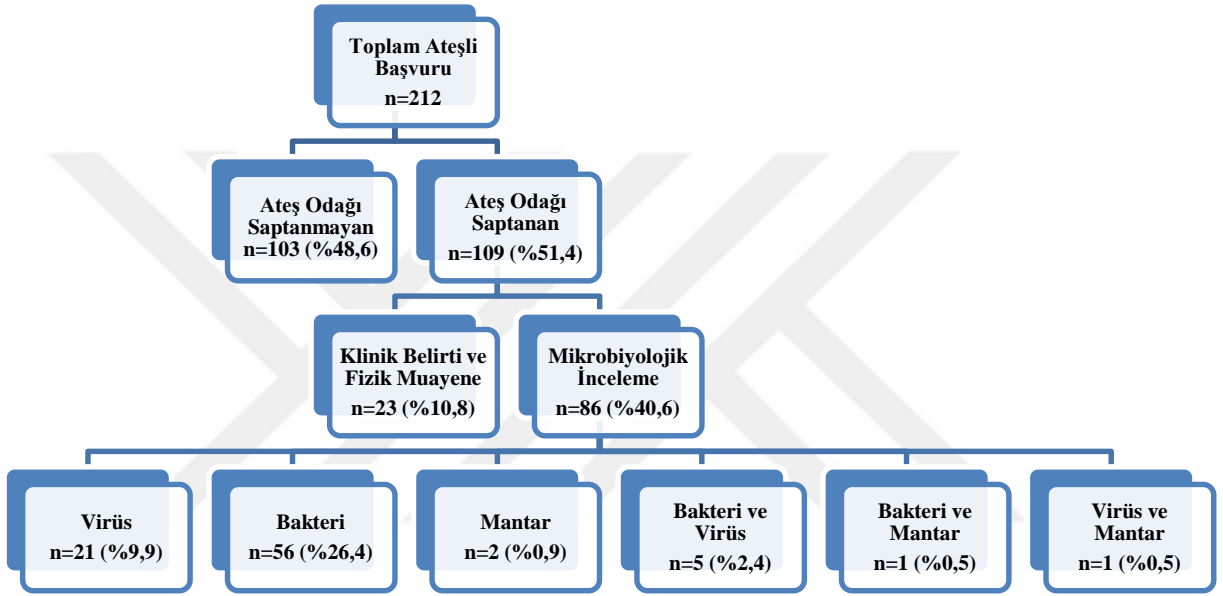 Toplam Ateşli
Başvuru
n=212
Ateş Odağı
Saptanmayan
n=103 (%48,6)
Ateş Odağı
Saptanan
n=109 (%51,4)
Klinik Belirti ve
Fizik Muayene
n=23 (%10,8)
Mikrobiyolojik
İnceleme
n=86 (%40,6)
Virüs
n=21 (%9,9)
Bakteri
n=56 (%26,4)
Mantar
n=2 (%0,9)
Bakteri ve
Virüs
n=5 (%2,4)
Bakteri ve
Mantar
n=1 (%0,5)
Virüs ve
Mantar
n=1 (%0,5)